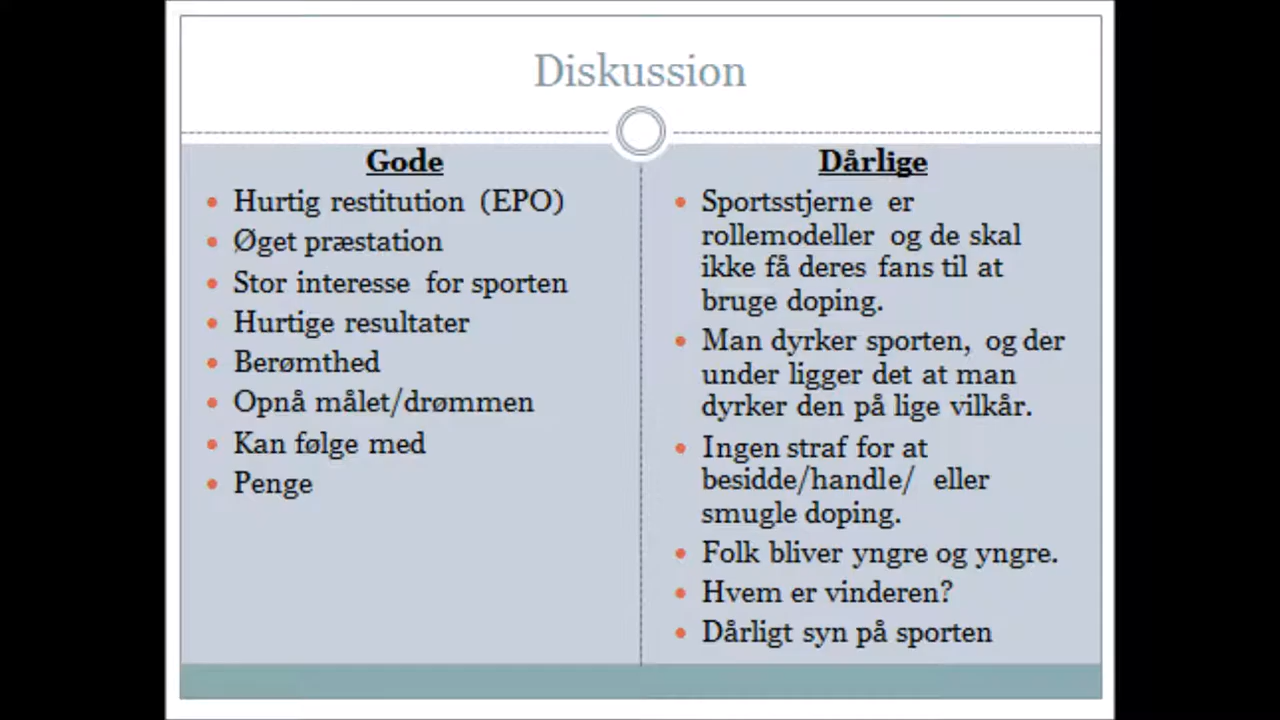 Diskussion
Gode
Hurtig restitution (EPO)
Øget præstation
Stor interesse for sporten
Hurtige resultater
Berømthed
Opnå målet/drømmen
Kan følge med
Penge
Dårlige
Sportsstjerne er
rollemodeller og de skal
ikke få deres fans til at
bruge doping.
Man dyrker sporten, og der
under ligger det at man
dyrker den på lige vilkår.
Ingen straf for at
besidde/handle/ eller
smugle doping.
Folk bliver yngre og yngre.
Hvem er vinderen?
Dårligt syn på sporten